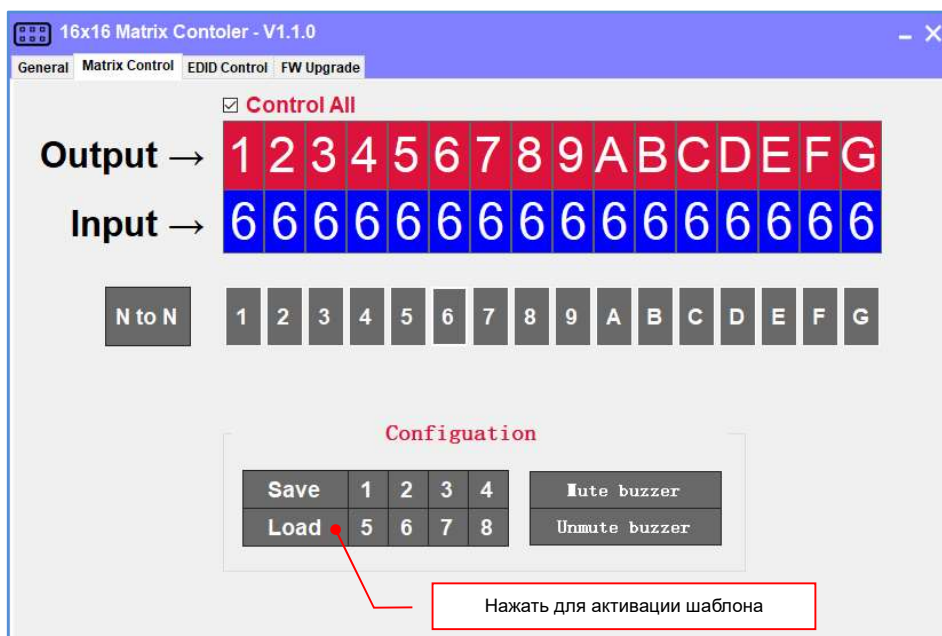 16x16 Matrix Contoler - V1.1.0
General Matrix Control EDID Control FW Upgrade
Control All
Output → 1 2 3 4 5 6 7 8 9 A B C D E F G
Input → 6 6 6 6 6 6 6 6 6 6 6 6 6 6 6 6
N to N 1 2 3 4 5 6 7 8 9 A B C D E F G
Configuation
Save 1 2 3 4 Mute buzzer
Load 5 6 7 8 Unmute buzzer
Нажать для активации шаблона